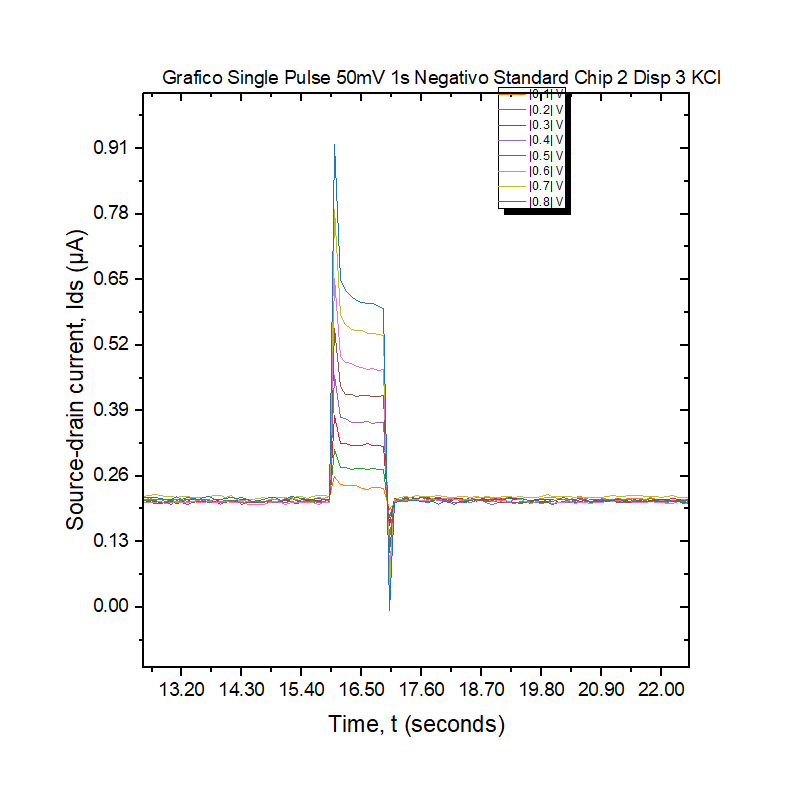 Grafico Single Pulse 50mV 1s Negativo Standard Chip 2 Disp 3 KCl
|0.1| V
|0.2| V
|0.3| V
|0.4| V
|0.5| V
|0.6| V
|0.7| V
|0.8| V
0.91
0.78
0.65
0.52
0.39
0.26
0.13
0.00
Source-drain current, Ids (µA)
13.20 14.30 15.40 16.50 17.60 18.70 19.80 20.90 22.00
Time, t (seconds)